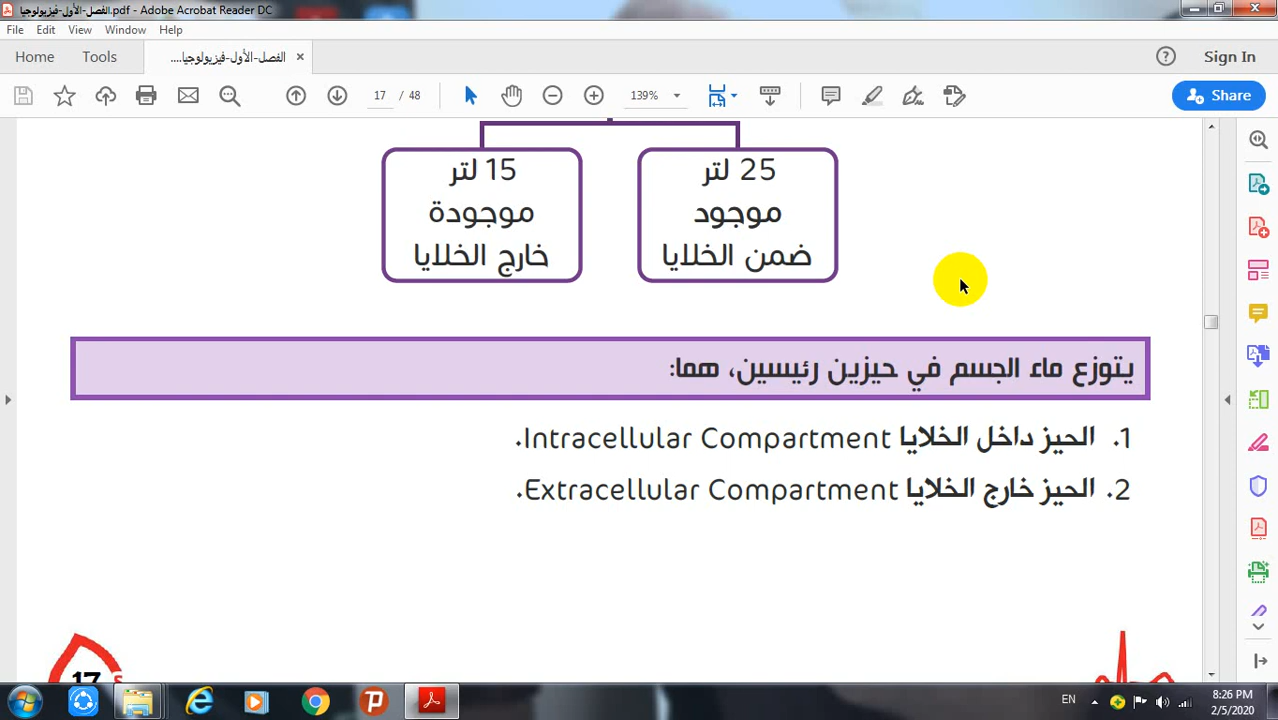 الفصل-الأول-فيزيولوجيا.pdf - Adobe Acrobat Reader DC
File Edit View Window Help
Home Tools الفصل-الأول-فيزيولوجيا.... × Sign In
17 / 48 139% Share
25 لتر
موجود
ضمن الخلايا
15 لتر
موجودة
خارج الخلايا
يتوزع ماء الجسم في حيزين رئيسين، هما:
1. الحيز داخل الخلايا Intracellular Compartment.
2. الحيز خارج الخلايا Extracellular Compartment.
17
EN 8:26 PM
2/5/2020